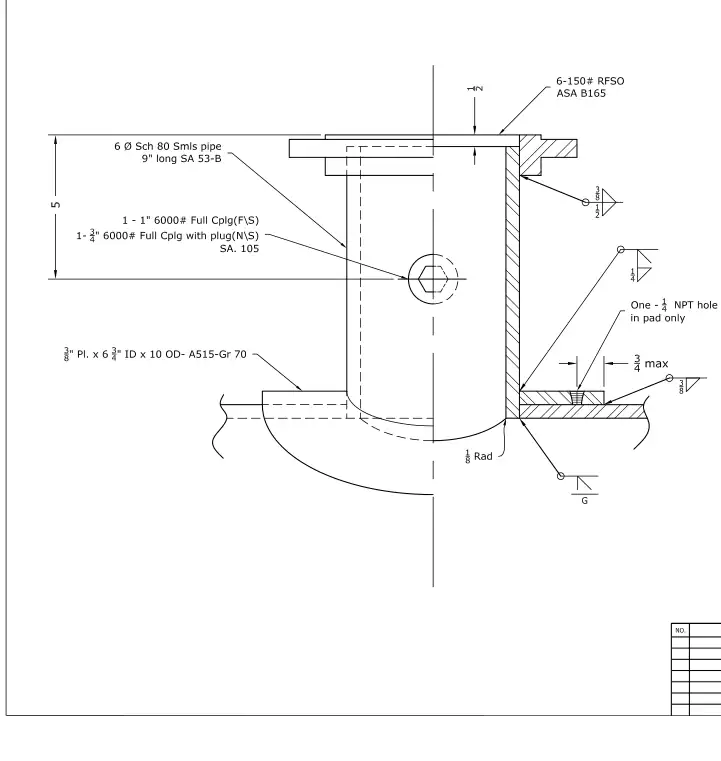 6-150# RFSO
ASA B165
1/2
6 Ø Sch 80 Smls pipe
9" long SA 53-B
5
3/8
1/2
1 - 1" 6000# Full Cplg(F\S)
1- 3/4" 6000# Full Cplg with plug(N\S)
SA. 105
1/4
One - 1/4 NPT hole
in pad only
3/8" Pl. x 6 3/4" ID x 10 OD- A515-Gr 70
3/4 max
3/8
1/8 Rad
G
NO.